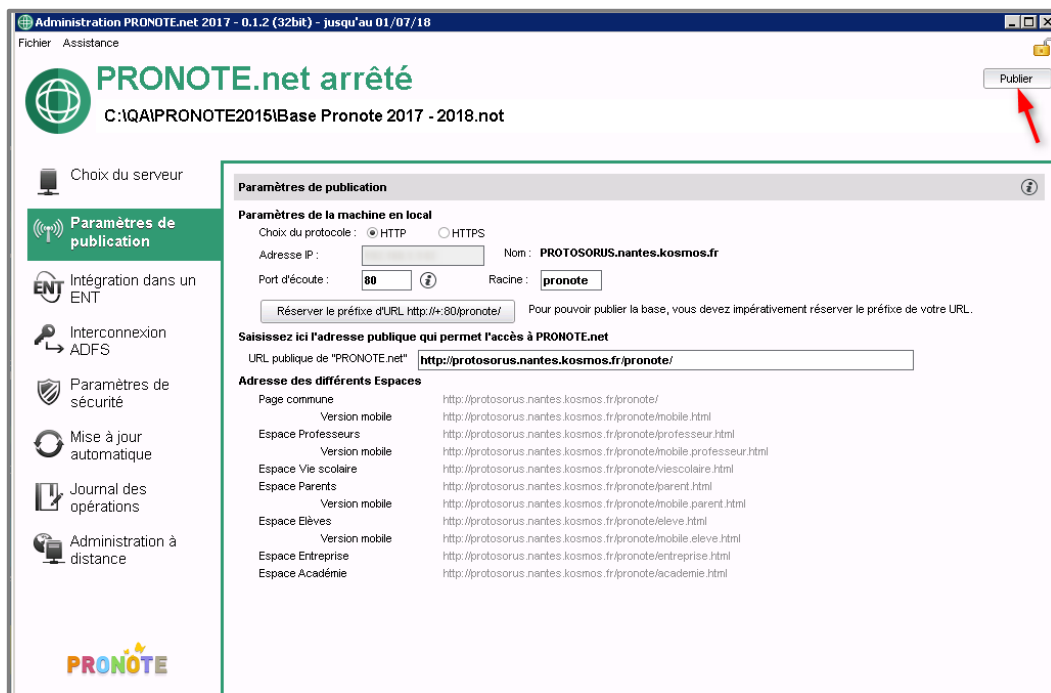 Administration PRONOTE.net 2017 - 0.1.2 (32bit) - jusqu'au 01/07/18
Fichier Assistance
PRONOTE.net arrêté
Publier
C:\QA\PRONOTE2015\Base Pronote 2017 - 2018.not
Choix du serveur
Paramètres de publication
Intégration dans un ENT
ENT
Interconnexion ADFS
Paramètres de sécurité
Mise à jour automatique
Journal des opérations
Administration à distance
PRONOTE
Paramètres de publication
Paramètres de la machine en local
Choix du protocole : HTTP HTTPS
Adresse IP : Nom : PROTOSORUS.nantes.kosmos.fr
Port d'écoute : 80 Racine : pronote
Réserver le préfixe d'URL http://+:80/pronote/ Pour pouvoir publier la base, vous devez impérativement réserver le préfixe de votre URL.
Saisissez ici l'adresse publique qui permet l'accès à PRONOTE.net
URL publique de "PRONOTE.net" http://protosorus.nantes.kosmos.fr/pronote/
Adresse des différents Espaces
Page commune http://protosorus.nantes.kosmos.fr/pronote/
Version mobile http://protosorus.nantes.kosmos.fr/pronote/mobile.html
Espace Professeurs http://protosorus.nantes.kosmos.fr/pronote/professeur.html
Version mobile http://protosorus.nantes.kosmos.fr/pronote/mobile.professeur.html
Espace Vie scolaire http://protosorus.nantes.kosmos.fr/pronote/viescolaire.html
Espace Parents http://protosorus.nantes.kosmos.fr/pronote/parent.html
Version mobile http://protosorus.nantes.kosmos.fr/pronote/mobile.parent.html
Espace Elèves http://protosorus.nantes.kosmos.fr/pronote/eleve.html
Version mobile http://protosorus.nantes.kosmos.fr/pronote/mobile.eleve.html
Espace Entreprise http://protosorus.nantes.kosmos.fr/pronote/entreprise.html
Espace Académie http://protosorus.nantes.kosmos.fr/pronote/academie.html